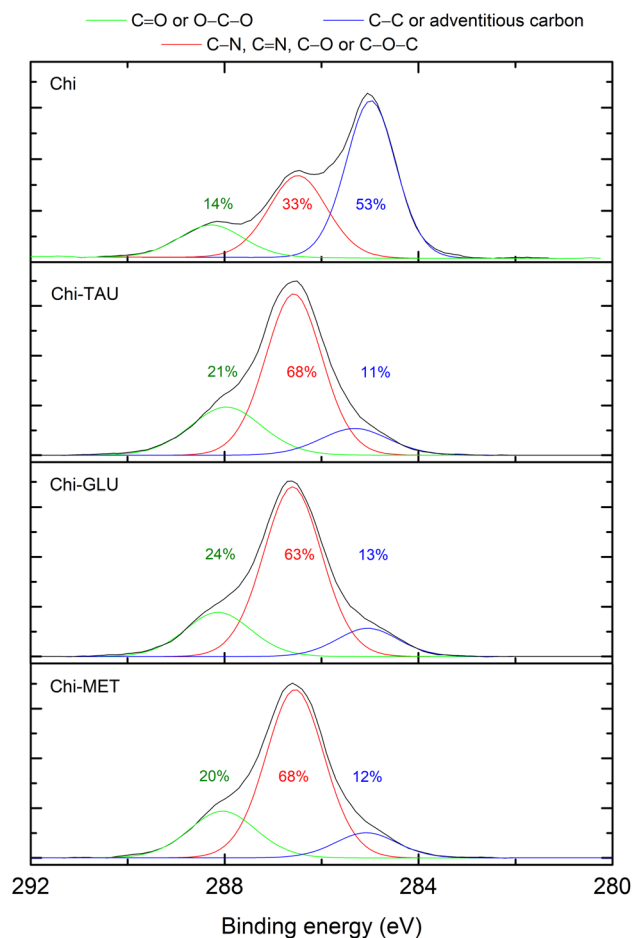 C=O or O–C–O C–C or adventitious carbon
C–N, C=N, C–O or C–O–C
Chi
14% 33% 53%
Chi-TAU
21% 68% 11%
Chi-GLU
24% 63% 13%
Chi-MET
20% 68% 12%
292 288 284 280
Binding energy (eV)